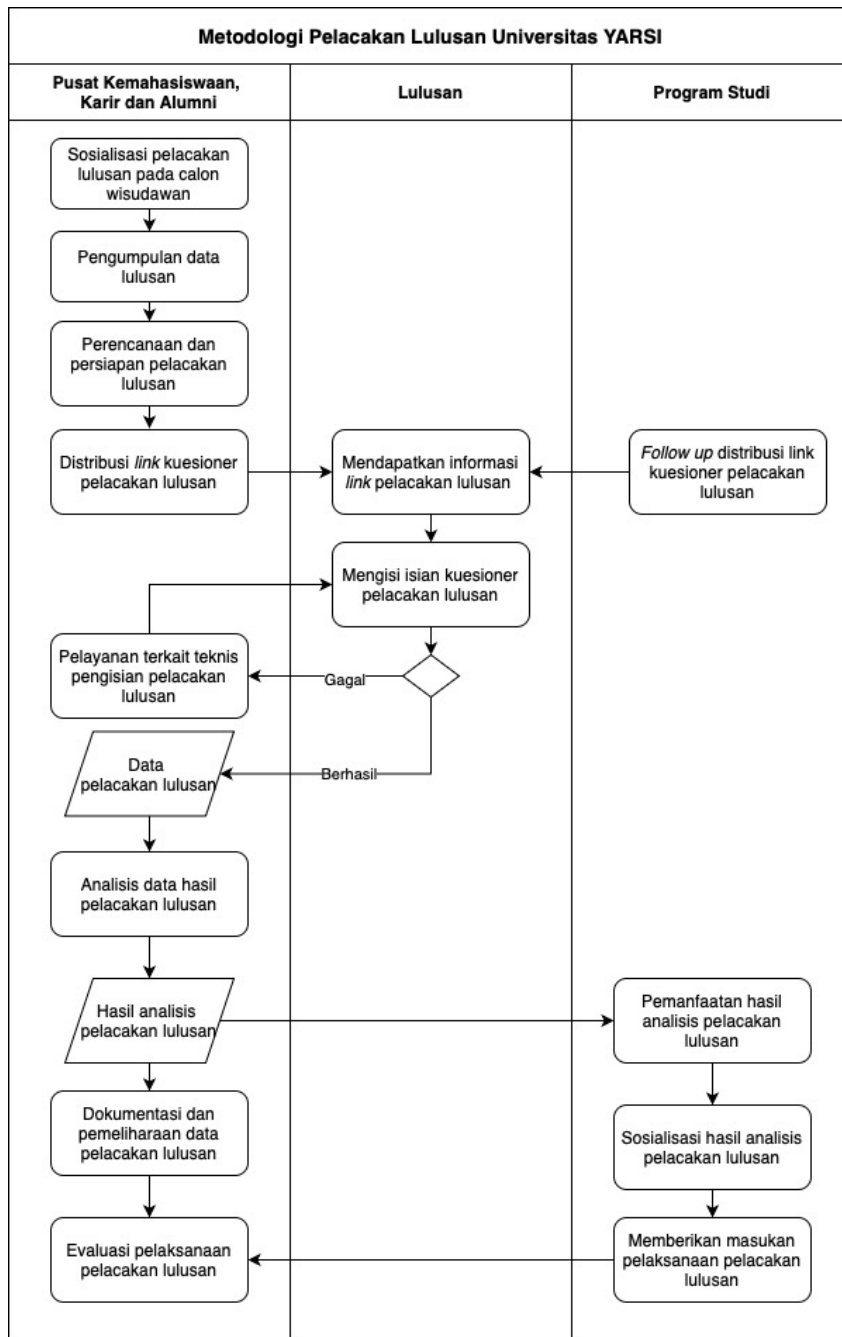 Metodologi Pelacakan Lulusan Universitas YARSI
Pusat Kemahasiswaan,
Karir dan Alumni
Lulusan
Program Studi
Sosialisasi pelacakan
lulusan pada calon
wisudawan
Pengumpulan data
lulusan
Perencanaan dan
persiapan pelacakan
lulusan
Distribusi link kuesioner
pelacakan lulusan
Mendapatkan informasi
link pelacakan lulusan
Follow up distribusi link
kuesioner pelacakan
lulusan
Mengisi isian kuesioner
pelacakan lulusan
Pelayanan terkait teknis
pengisian pelacakan
lulusan
Gagal
Data
pelacakan lulusan
Berhasil
Analisis data hasil
pelacakan lulusan
Hasil analisis
pelacakan lulusan
Pemanfaatan hasil
analisis pelacakan
lulusan
Dokumentasi dan
pemeliharaan data
pelacakan lulusan
Sosialisasi hasil analisis
pelacakan lulusan
Evaluasi pelaksanaan
pelacakan lulusan
Memberikan masukan
pelaksanaan pelacakan
lulusan